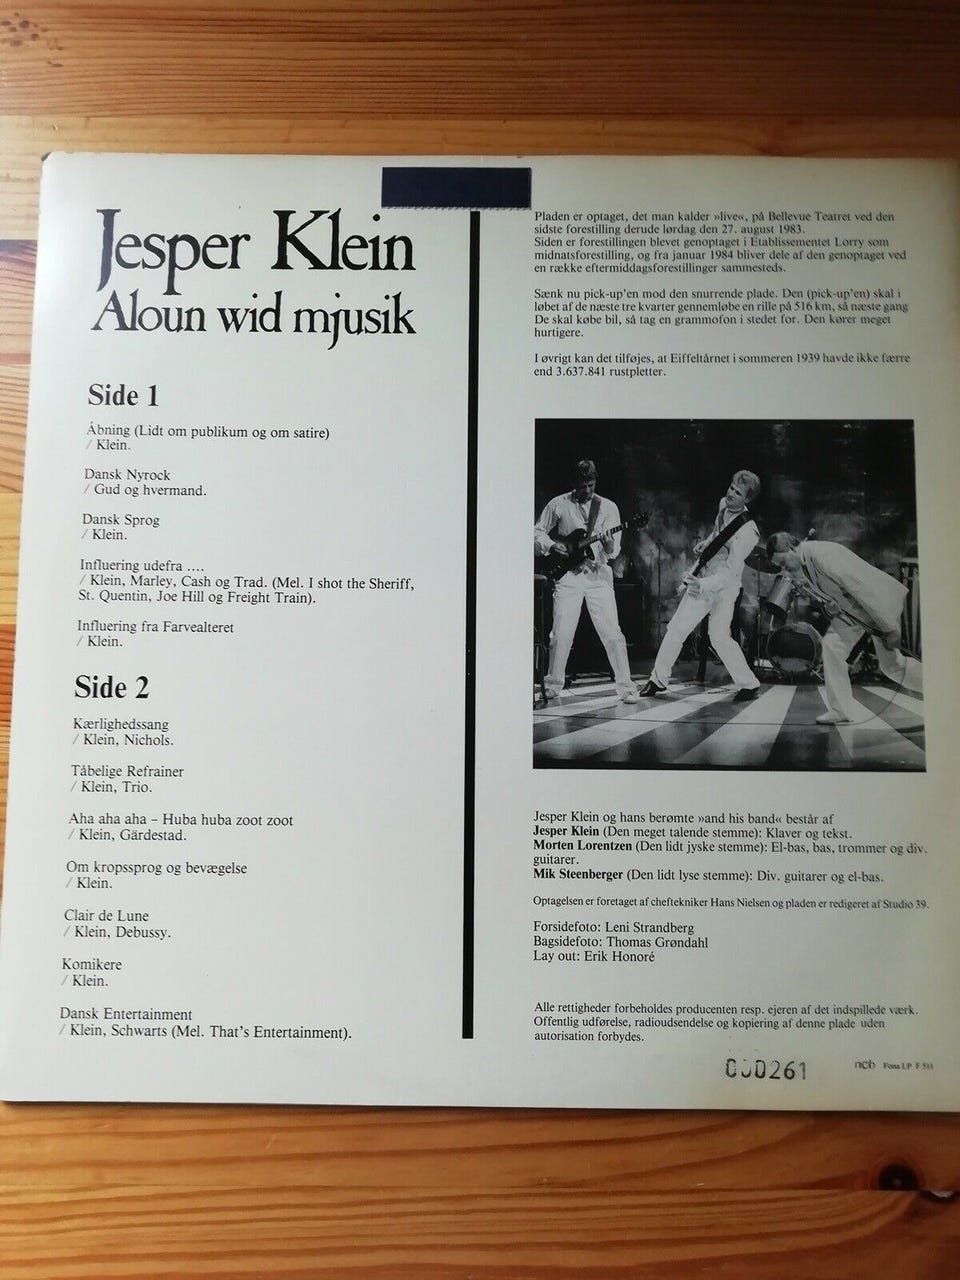 Jesper Klein
Aloun wid mjusik
Side 1
Åbning (Lidt om publikum og om satire)
/ Klein.
Dansk Nyrock
/ Gud og hvermand.
Dansk Sprog
/ Klein.
Influering udefra ....
/ Klein, Marley, Cash og Trad. (Mel. I shot the Sheriff,
St. Quentin, Joe Hill og Freight Train).
Influering fra Farvealteret
/ Klein.
Side 2
Kærlighedssang
/ Klein, Nichols.
Tåbelige Refrainer
/ Klein, Trio.
Aha aha aha – Huba huba zoot zoot
/ Klein, Gärdestad.
Om kropssprog og bevægelse
/ Klein.
Clair de Lune
/ Klein, Debussy.
Komikere
/ Klein.
Dansk Entertainment
/ Klein, Schwarts (Mel. That's Entertainment).
Pladen er optaget, det man kalder »live«, på Bellevue Teatret ved den
sidste forestilling derude lørdag den 27. august 1983.
Siden er forestillingen blevet genoptaget i Etablissementet Lorry som
midnatsforestilling, og fra januar 1984 bliver dele af den genoptaget ved
en række eftermiddagsforestillinger sammesteds.
Sænk nu pick-up'en mod den snurrende plade. Den (pick-up'en) skal i
løbet af de næste tre kvarter gennemløbe en rille på 516 km, så næste gang
De skal købe bil, så tag en grammofon i stedet for. Den kører meget
hurtigere.
I øvrigt kan det tilføjes, at Eiffeltårnet i sommeren 1939 havde ikke færre
end 3.637.841 rustpletter.
Jesper Klein og hans berømte »and his band« består af
Jesper Klein (Den meget talende stemme): Klaver og tekst.
Morten Lorentzen (Den lidt jyske stemme): El-bas, bas, trommer og div.
guitarer.
Mik Steenberger (Den lidt lyse stemme): Div. guitarer og el-bas.
Optagelsen er foretaget af cheftekniker Hans Nielsen og pladen er redigeret af Studio 39.
Forsidefoto: Leni Strandberg
Bagsidefoto: Thomas Grøndahl
Lay out: Erik Honoré
Alle rettigheder forbeholdes producenten resp. ejeren af det indspillede værk.
Offentlig udførelse, radioudsendelse og kopiering af denne plade uden
autorisation forbydes.
000261
ncb Fona LP F 511